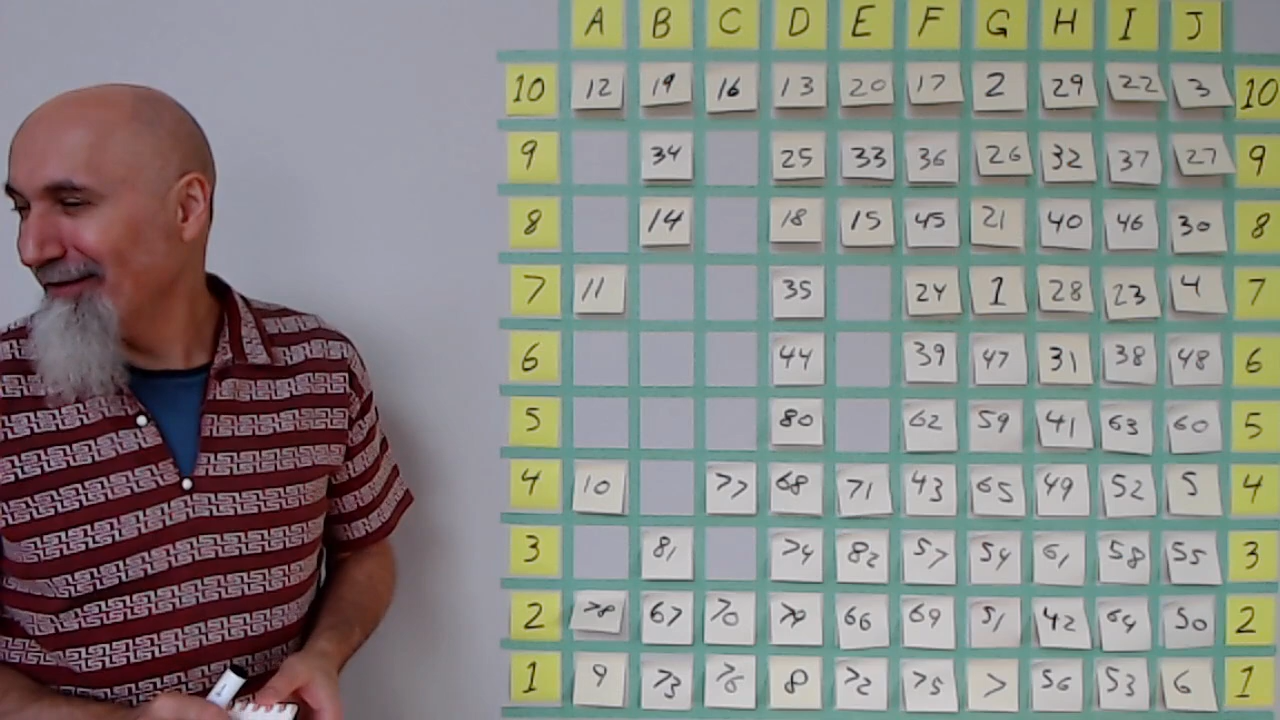 A B C D E F G H I J
10 12 19 16 13 20 17 2 29 22 3 10
9 34 25 33 36 26 32 37 27 9
8 14 18 15 45 21 40 46 30 8
7 11 35 24 1 28 23 4 7
6 44 39 47 31 38 48 6
5 80 62 59 41 63 60 5
4 10 77 68 71 43 65 49 52 5 4
3 81 74 82 57 54 61 58 55 3
2 78 67 70 79 66 69 51 42 64 50 2
1 9 73 76 8 72 75 7 56 53 6 1